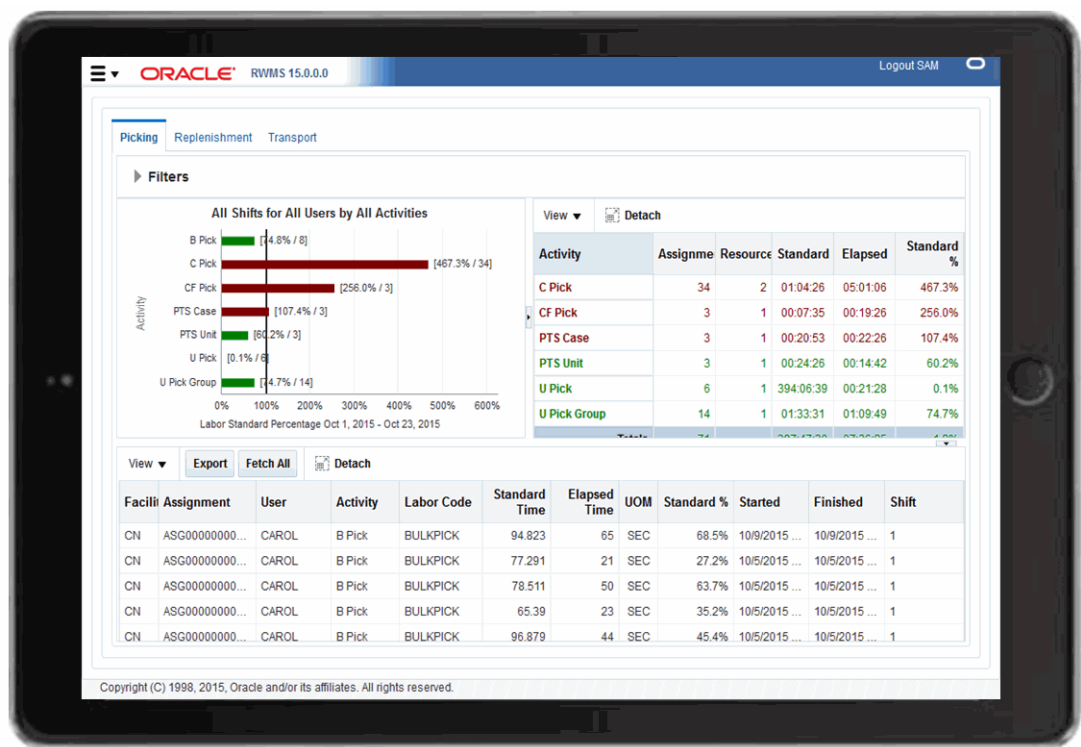 ORACLE RWMS 15.0.0.0 Logout SAM
Picking Replenishment Transport
Filters
All Shifts for All Users by All Activities
Activity
B Pick [74.8% / 8]
C Pick [467.3% / 34]
CF Pick [256.0% / 3]
PTS Case [107.4% / 3]
PTS Unit [60.2% / 3]
U Pick [0.1% / 6]
U Pick Group [74.7% / 14]
0% 100% 200% 300% 400% 500% 600%
Labor Standard Percentage Oct 1, 2015 - Oct 23, 2015
View Detach
Activity Assignme Resource Standard Elapsed Standard %
C Pick 34 2 01:04:26 05:01:06 467.3%
CF Pick 3 1 00:07:35 00:19:26 256.0%
PTS Case 3 1 00:20:53 00:22:26 107.4%
PTS Unit 3 1 00:24:26 00:14:42 60.2%
U Pick 6 1 394:06:39 00:21:28 0.1%
U Pick Group 14 1 01:33:31 01:09:49 74.7%
View Export Fetch All Detach
Facilit Assignment User Activity Labor Code Standard Time Elapsed Time UOM Standard % Started Finished Shift
CN ASG00000000... CAROL B Pick BULKPICK 94.823 65 SEC 68.5% 10/9/2015 ... 10/9/2015 ... 1
CN ASG00000000... CAROL B Pick BULKPICK 77.291 21 SEC 27.2% 10/5/2015 ... 10/5/2015 ... 1
CN ASG00000000... CAROL B Pick BULKPICK 78.511 50 SEC 63.7% 10/5/2015 ... 10/5/2015 ... 1
CN ASG00000000... CAROL B Pick BULKPICK 65.39 23 SEC 35.2% 10/5/2015 ... 10/5/2015 ... 1
CN ASG00000000... CAROL B Pick BULKPICK 96.879 44 SEC 45.4% 10/5/2015 ... 10/5/2015 ... 1
Copyright (C) 1998, 2015, Oracle and/or its affiliates. All rights reserved.